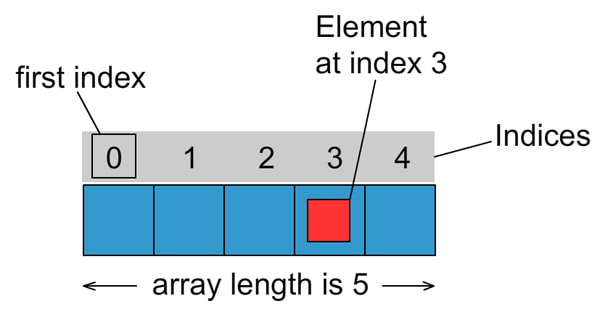 Element
at index 3
first index
Indices
0 1 2 3 4
array length is 5